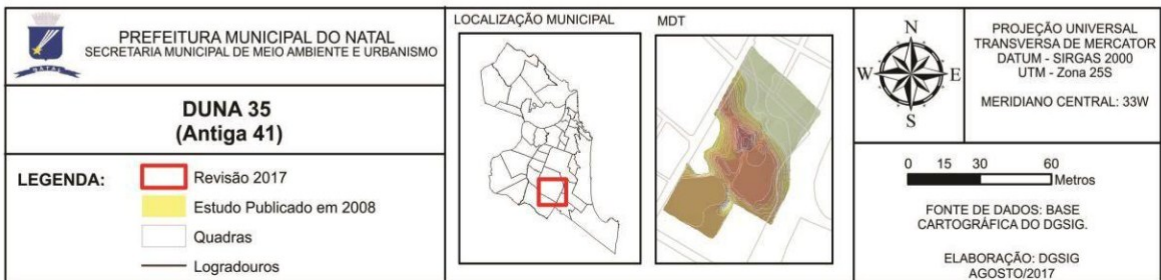 PREFEITURA MUNICIPAL DO NATAL
SECRETARIA MUNICIPAL DE MEIO AMBIENTE E URBANISMO
NATAL
DUNA 35
(Antiga 41)
LEGENDA:
Revisão 2017
Estudo Publicado em 2008
Quadras
Logradouros
LOCALIZAÇÃO MUNICIPAL
MDT
N
W
E
S
PROJEÇÃO UNIVERSAL
TRANSVERSA DE MERCATOR
DATUM - SIRGAS 2000
UTM - Zona 25S
MERIDIANO CENTRAL: 33W
0 15 30 60
Metros
FONTE DE DADOS: BASE
CARTOGRÁFICA DO DGSIG.
ELABORAÇÃO: DGSIG
AGOSTO/2017